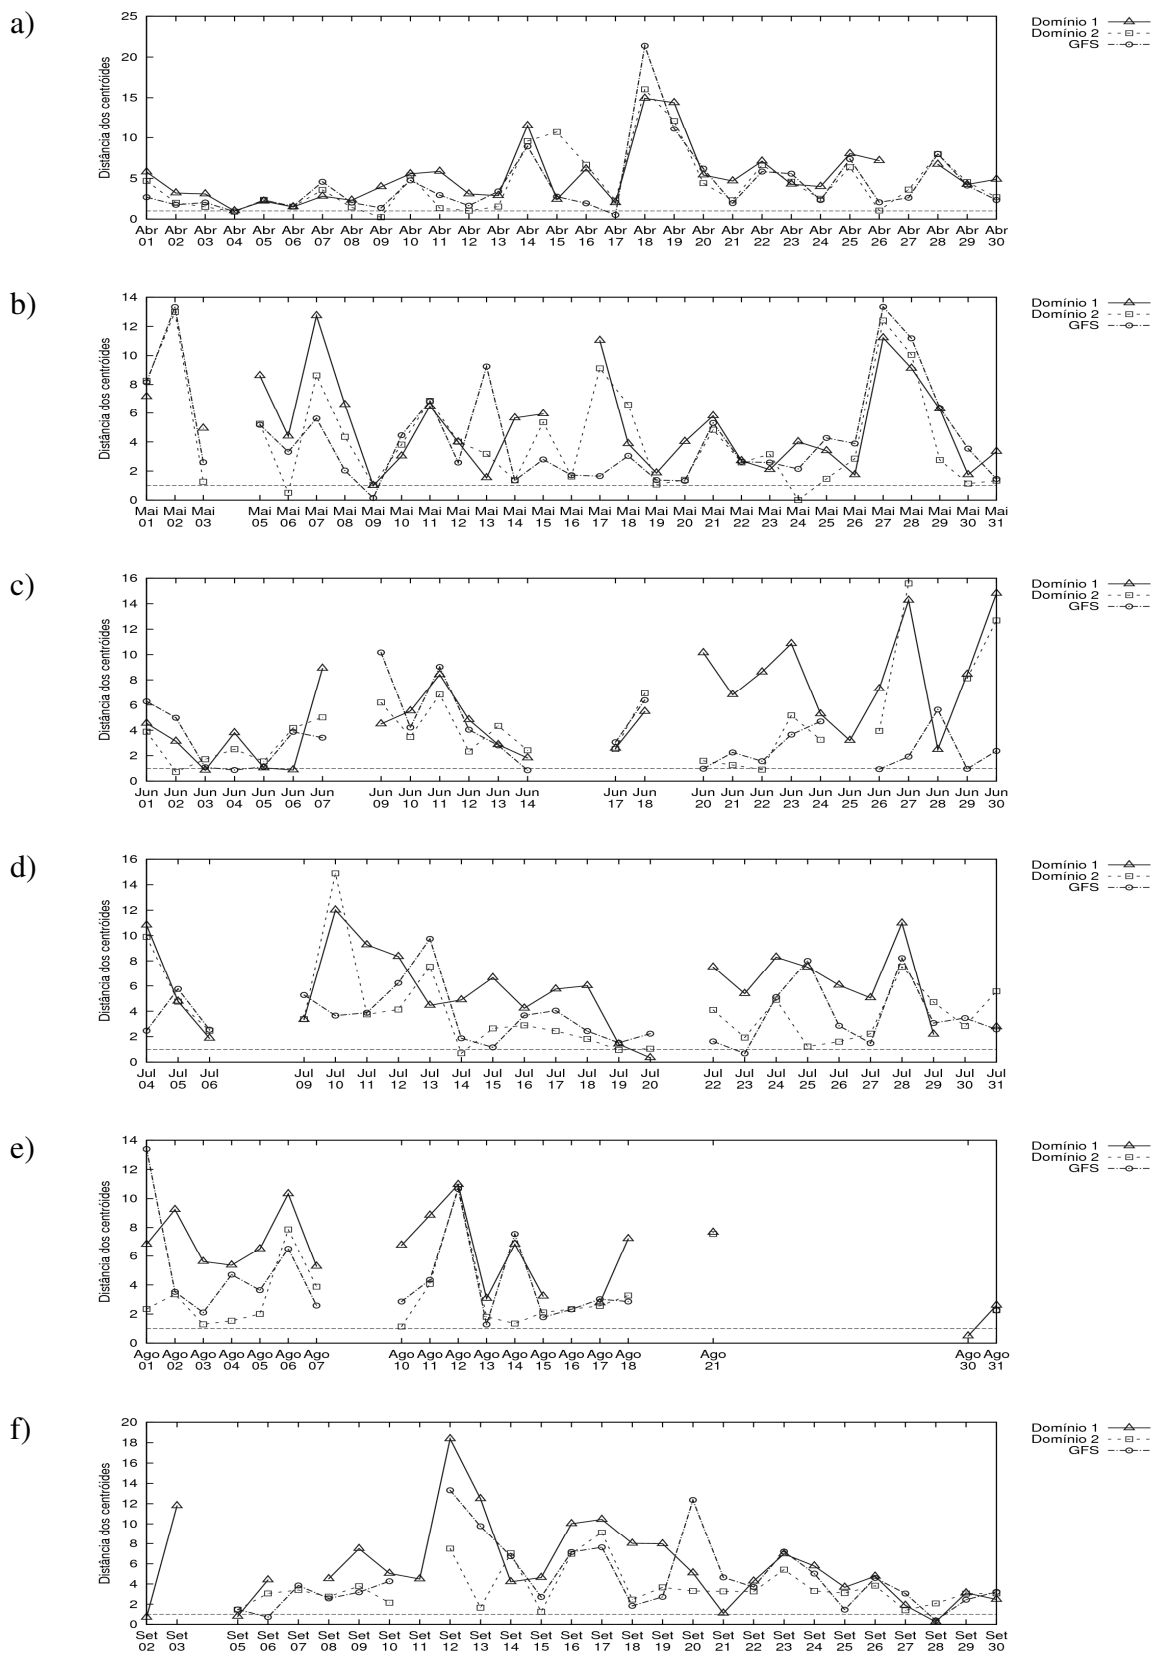 a)
Distância dos centróides
25
20
15
10
5
0
Abr Abr Abr Abr Abr Abr Abr Abr Abr Abr Abr Abr Abr Abr Abr Abr Abr Abr Abr Abr Abr Abr Abr Abr Abr Abr Abr Abr Abr Abr
01 02 03 04 05 06 07 08 09 10 11 12 13 14 15 16 17 18 19 20 21 22 23 24 25 26 27 28 29 30
Domínio 1
Domínio 2
GFS
b)
Distância dos centróides
14
12
10
8
6
4
2
0
Mai Mai Mai Mai Mai Mai Mai Mai Mai Mai Mai Mai Mai Mai Mai Mai Mai Mai Mai Mai Mai Mai Mai Mai Mai Mai Mai Mai Mai Mai
01 02 03 05 06 07 08 09 10 11 12 13 14 15 16 17 18 19 20 21 22 23 24 25 26 27 28 29 30 31
Domínio 1
Domínio 2
GFS
c)
Distância dos centróides
16
14
12
10
8
6
4
2
0
Jun Jun Jun Jun Jun Jun Jun Jun Jun Jun Jun Jun Jun Jun Jun Jun Jun Jun Jun Jun Jun Jun Jun Jun Jun Jun
01 02 03 04 05 06 07 09 10 11 12 13 14 17 18 20 21 22 23 24 25 26 27 28 29 30
Domínio 1
Domínio 2
GFS
d)
Distância dos centróides
16
14
12
10
8
6
4
2
0
Jul Jul Jul Jul Jul Jul Jul Jul Jul Jul Jul Jul Jul Jul Jul Jul Jul Jul Jul Jul Jul Jul Jul Jul Jul
04 05 06 09 10 11 12 13 14 15 16 17 18 19 20 22 23 24 25 26 27 28 29 30 31
Domínio 1
Domínio 2
GFS
e)
Distância dos centróides
14
12
10
8
6
4
2
0
Ago Ago Ago Ago Ago Ago Ago Ago Ago Ago Ago Ago Ago Ago Ago Ago Ago Ago Ago
01 02 03 04 05 06 07 10 11 12 13 14 15 16 17 18 21 30 31
Domínio 1
Domínio 2
GFS
f)
Distância dos centróides
20
18
16
14
12
10
8
6
4
2
0
Set Set Set Set Set Set Set Set Set Set Set Set Set Set Set Set Set Set Set Set Set Set Set Set Set Set Set Set
02 03 05 06 07 08 09 10 11 12 13 14 15 16 17 18 19 20 21 22 23 24 25 26 27 28 29 30
Domínio 1
Domínio 2
GFS